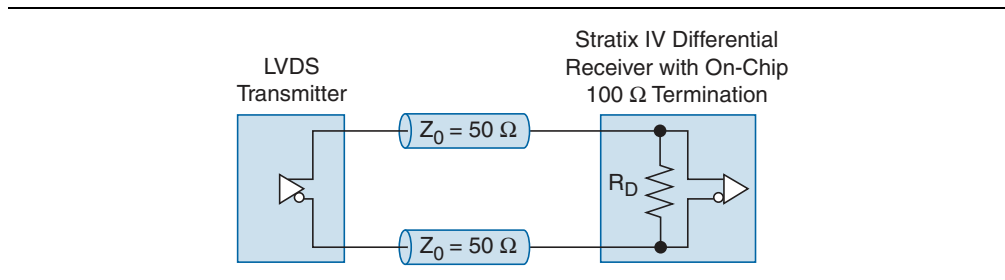 LVDS
Transmitter
Stratix IV Differential
Receiver with On-Chip
100 Ω Termination
Z0 = 50 Ω
RD
Z0 = 50 Ω